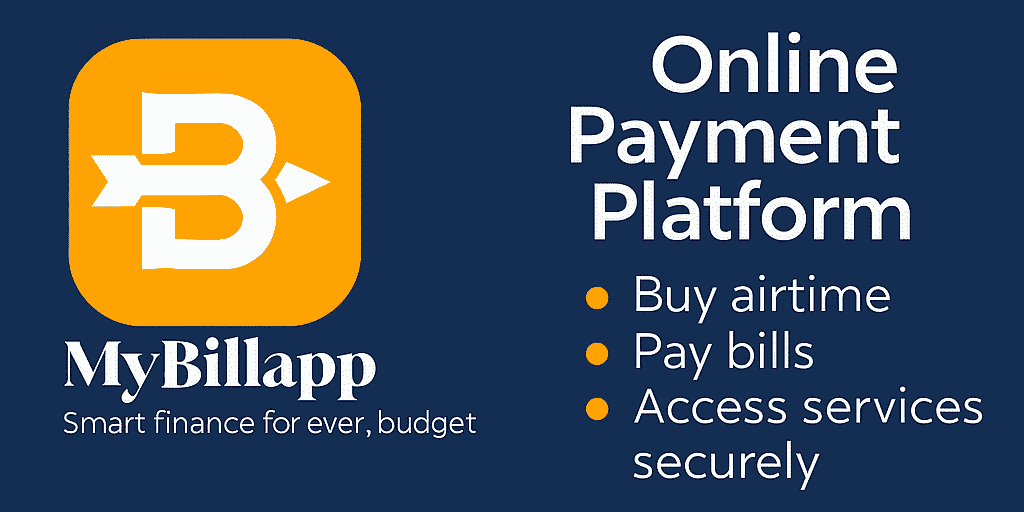 MyBillapp
Smart finance for ever, budget
Online
Payment
Platform
Buy airtime
Pay bills
Access services
securely